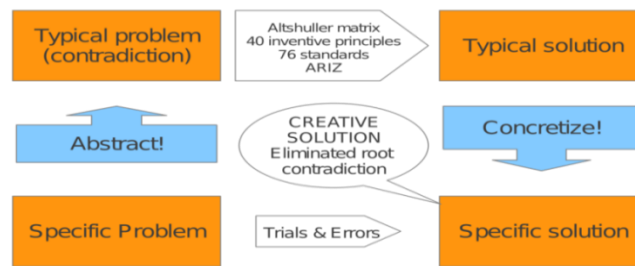 Typical problem
(contradiction)
Altshuller matrix
40 inventive principles
76 standards
ARIZ
Typical solution
Abstract!
CREATIVE
SOLUTION
Eliminated root
contradiction
Concretize!
Specific Problem
Trials & Errors
Specific solution